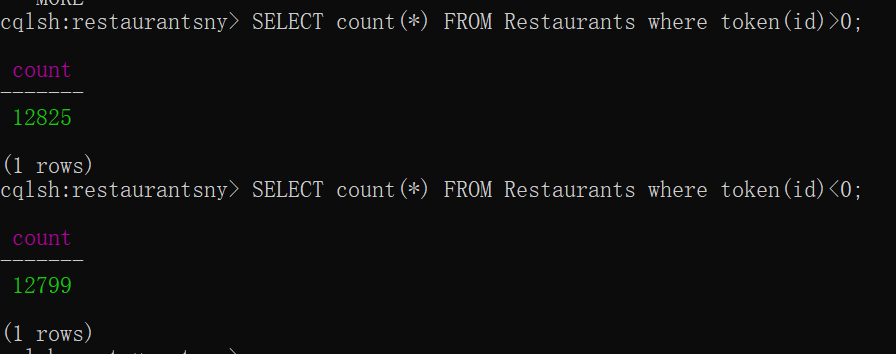 MORE
cqlsh:restaurantsny> SELECT count(*) FROM Restaurants where token(id)>0;
count
-------
12825
(1 rows)
cqlsh:restaurantsny> SELECT count(*) FROM Restaurants where token(id)<0;
count
-------
12799
(1 rows)